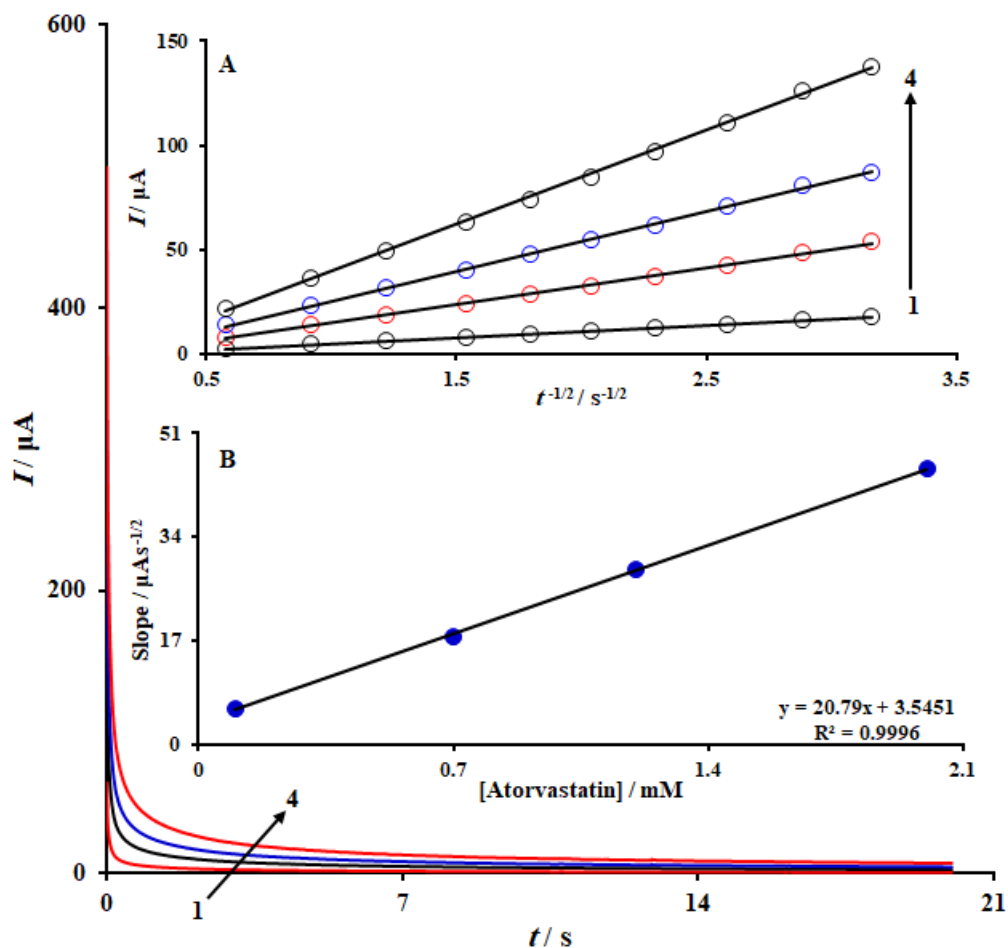 600
400
200
0
I / µA
0
7
14
21
t / s
1
4
A
150
100
50
0
I / µA
0.5
1.5
2.5
3.5
t -1/2 / s-1/2
4
1
B
51
34
17
0
Slope / µAs-1/2
0
0.7
1.4
2.1
[Atorvastatin] / mM
y = 20.79x + 3.5451
R² = 0.9996